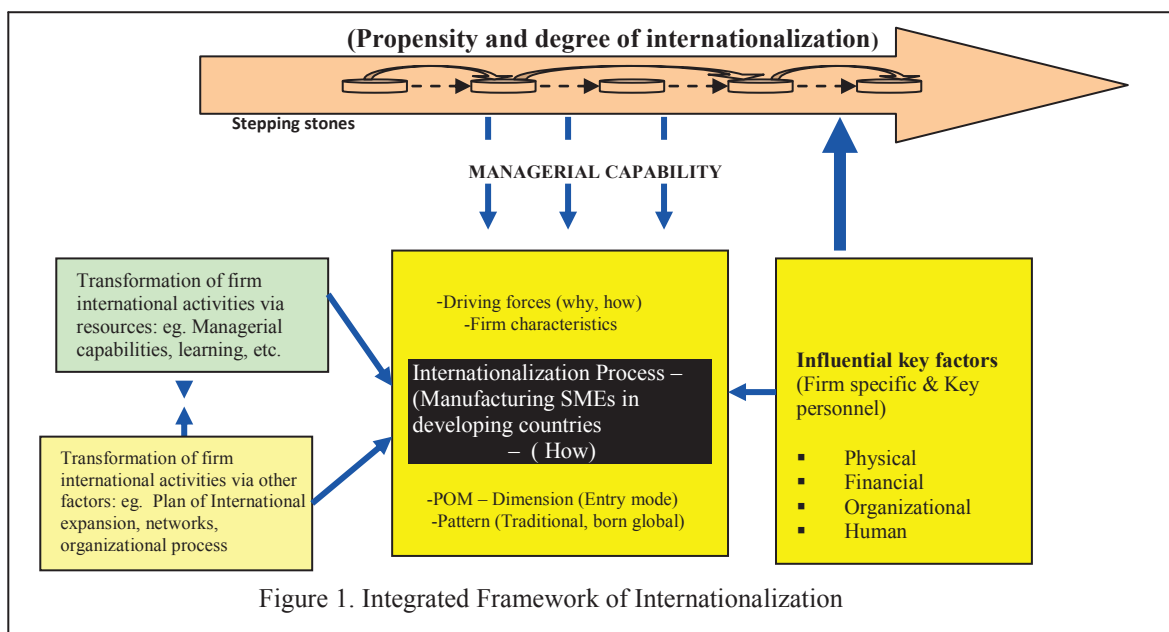 (Propensity and degree of internationalization)
Stepping stones
MANAGERIAL CAPABILITY
Transformation of firm
international activities via
resources: eg. Managerial
capabilities, learning, etc.
Transformation of firm
international activities via other
factors: eg.  Plan of International
expansion, networks,
organizational process
-Driving forces (why, how)
-Firm characteristics
Internationalization Process –
(Manufacturing SMEs in
developing countries
– ( How)
-POM – Dimension (Entry mode)
-Pattern (Traditional, born global)
Influential key factors
(Firm specific & Key
personnel)
▪ Physical
▪ Financial
▪ Organizational
▪ Human
Figure 1. Integrated Framework of Internationalization